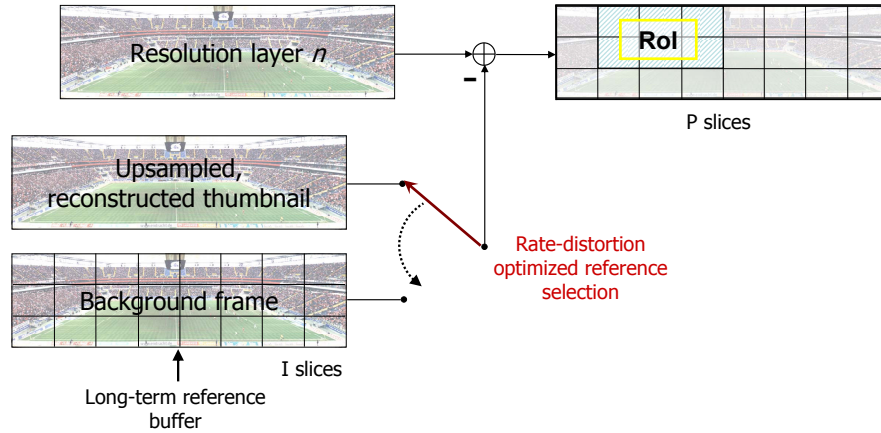 Resolution layer n
RoI
P slices
Upsampled,
reconstructed thumbnail
Rate-distortion
optimized reference
selection
Background frame
I slices
Long-term reference
buffer